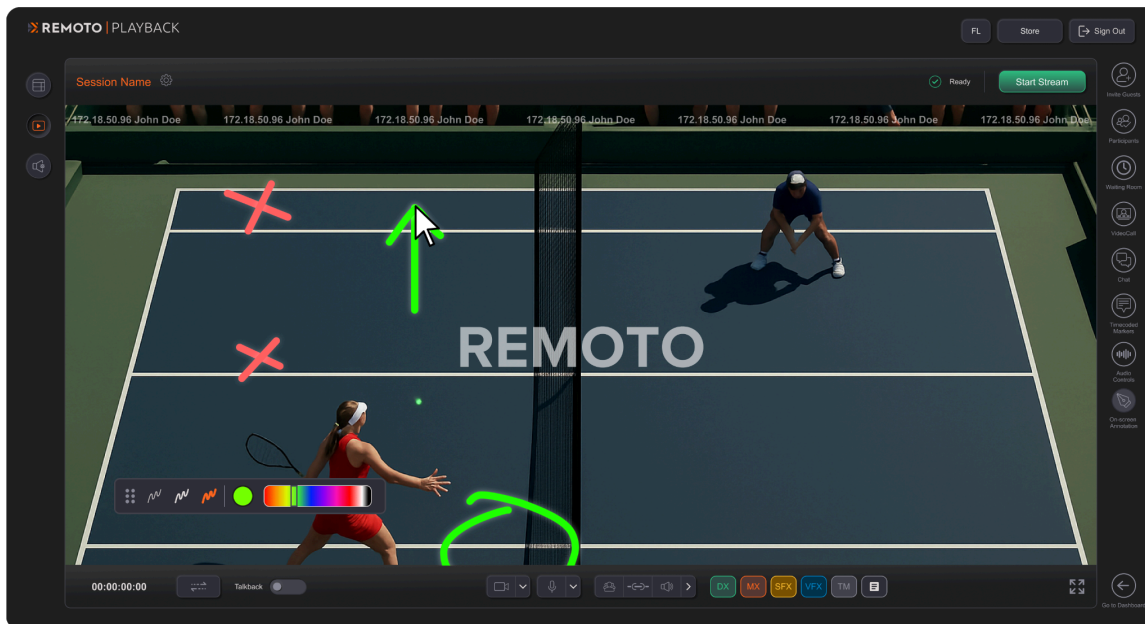 REMOTO | PLAYBACK
FL
Store
Sign Out
Session Name
Ready
Start Stream
172.18.50.96 John Doe 172.18.50.96 John Doe 172.18.50.96 John Doe 172.18.50.96 John Doe 172.18.50.96 John Doe 172.18.50.96 John Doe 172.18.50.96 John Doe
REMOTO
Invite Guests
Participants
Waiting Room
VideoCall
Chat
Timecoded
Markers
Audio
Controls
On-screen
Annotation
00:00:00:00
Talkback
DX
MX
SFX
VFX
TM
Go to Dashboard